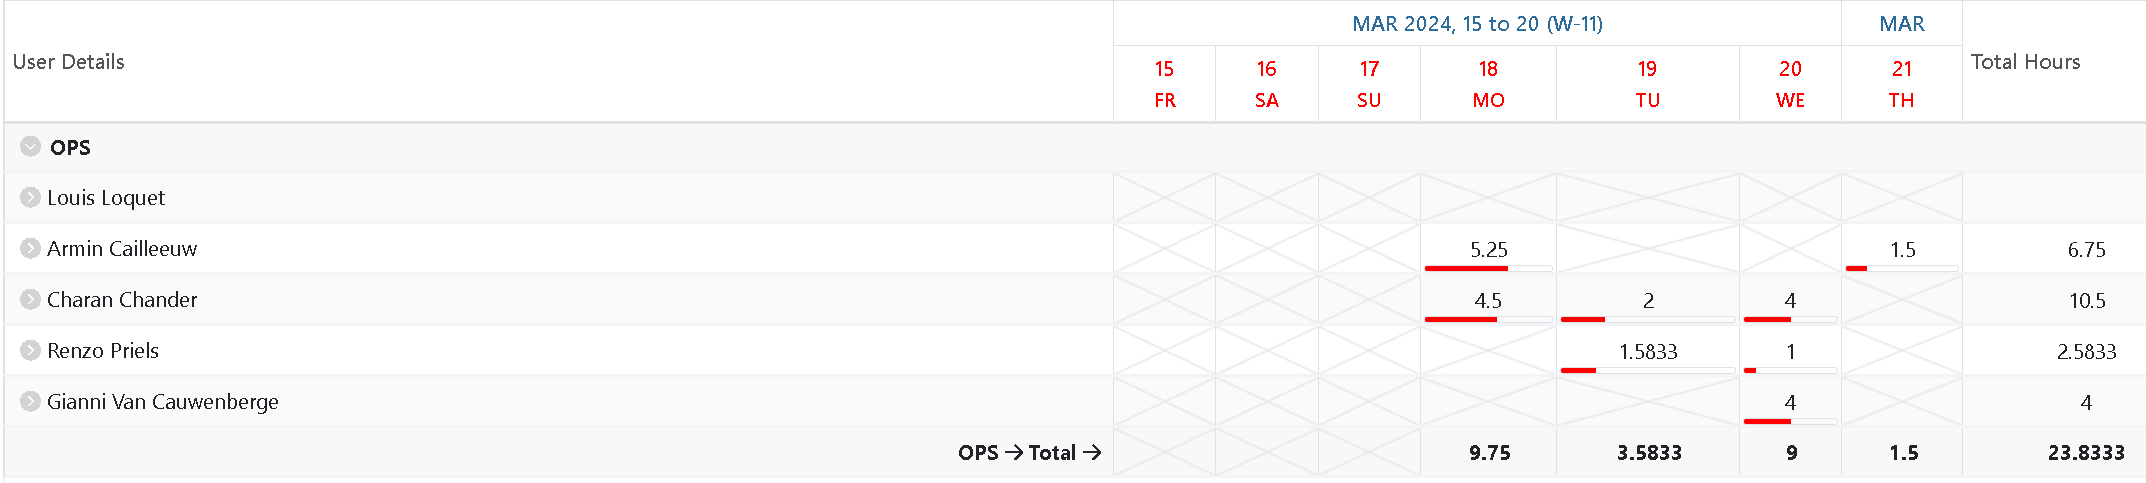 User Details MAR 2024, 15 to 20 (W-11) MAR Total Hours
15 FR 16 SA 17 SU 18 MO 19 TU 20 WE 21 TH
OPS
Louis Loquet
Armin Cailleeuw 5.25 1.5 6.75
Charan Chander 4.5 2 4 10.5
Renzo Priels 1.5833 1 2.5833
Gianni Van Cauwenberge 4 4
OPS → Total → 9.75 3.5833 9 1.5 23.8333